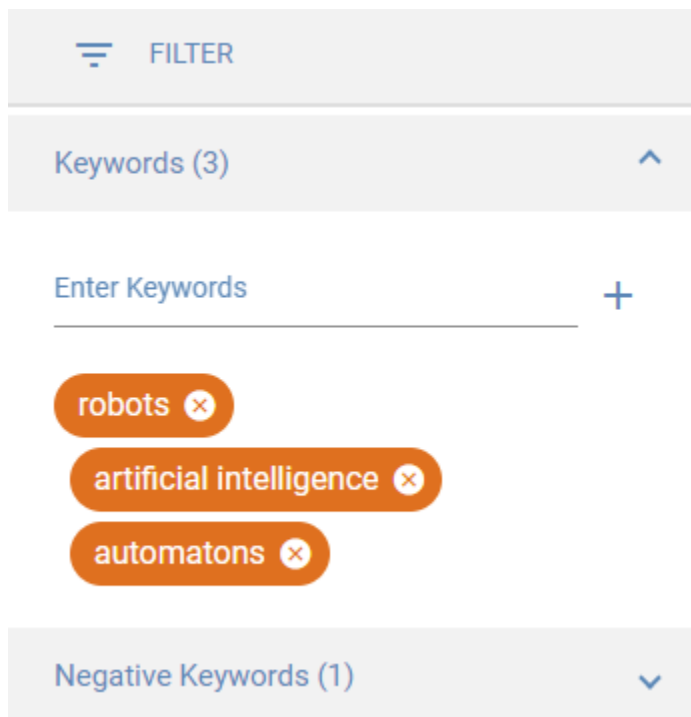 FILTER
Keywords (3)
Enter Keywords
robots
artificial intelligence
automatons
Negative Keywords (1)